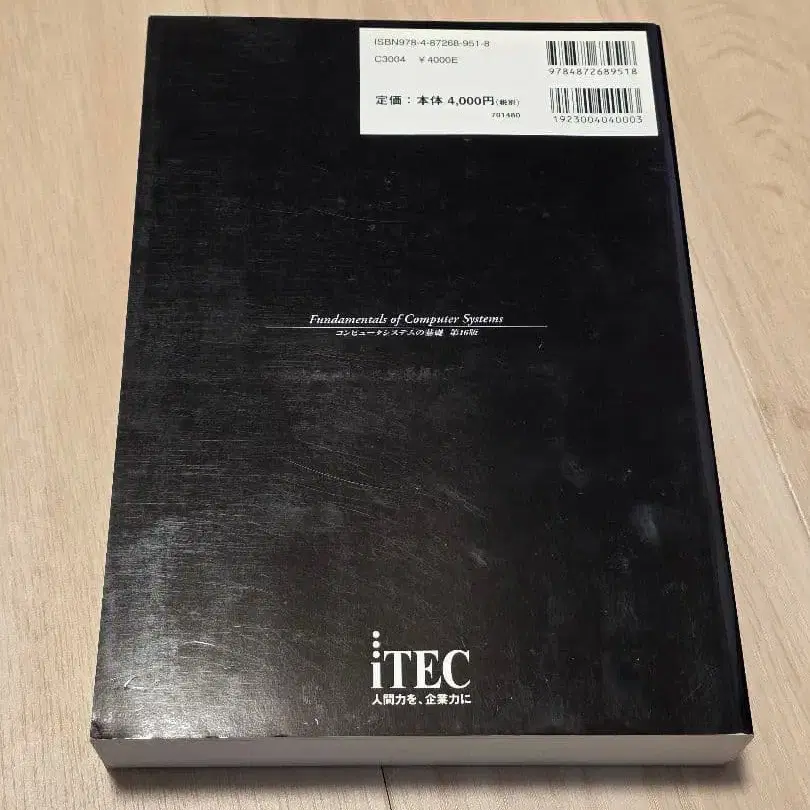 ISBN978-4-87268-951-8
C3004 ¥4000E
定価：本体 4,000円(税別)
701480
9784872689518
1923004040003
Fundamentals of Computer Systems
コンピュータシステムの基礎 第16版
iTEC
人間力を、企業力に